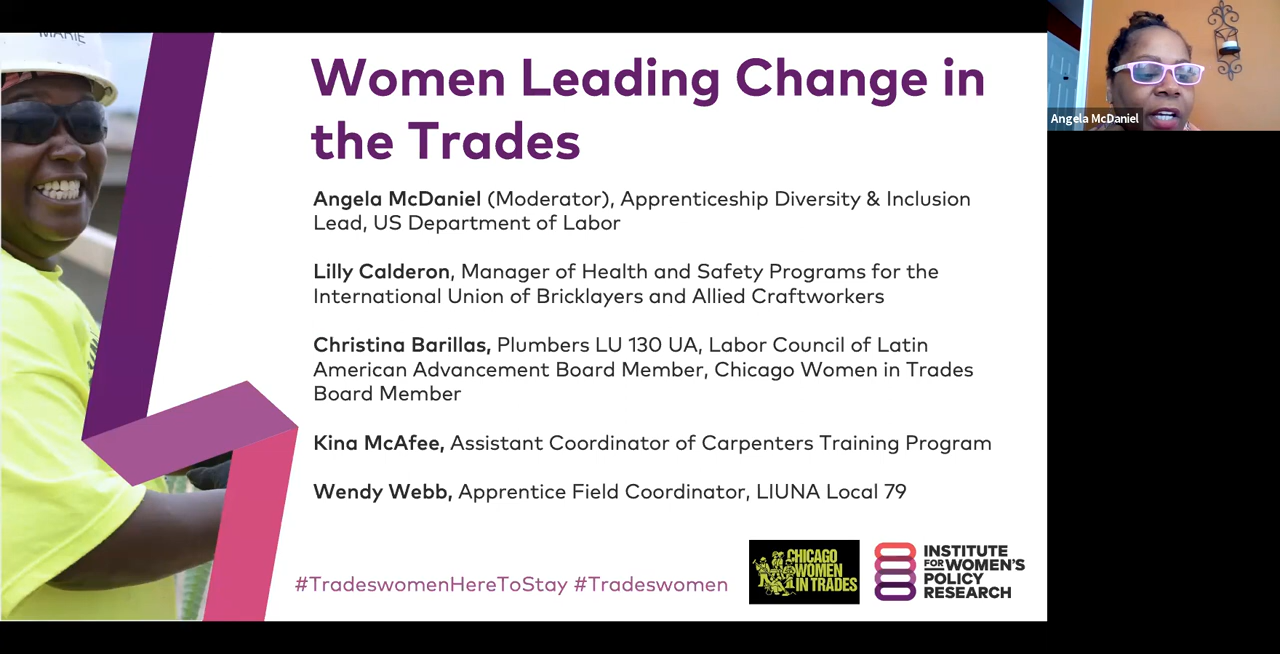 MARIE
Women Leading Change in
the Trades
Angela McDaniel (Moderator), Apprenticeship Diversity & Inclusion
Lead, US Department of Labor
Lilly Calderon, Manager of Health and Safety Programs for the
International Union of Bricklayers and Allied Craftworkers
Christina Barillas, Plumbers LU 130 UA, Labor Council of Latin
American Advancement Board Member, Chicago Women in Trades
Board Member
Kina McAfee, Assistant Coordinator of Carpenters Training Program
Wendy Webb, Apprentice Field Coordinator, LIUNA Local 79
#TradeswomenHereToStay #Tradeswomen
CHICAGO
WOMEN
IN TRADES
INSTITUTE
FOR WOMEN'S
POLICY
RESEARCH
Angela McDaniel